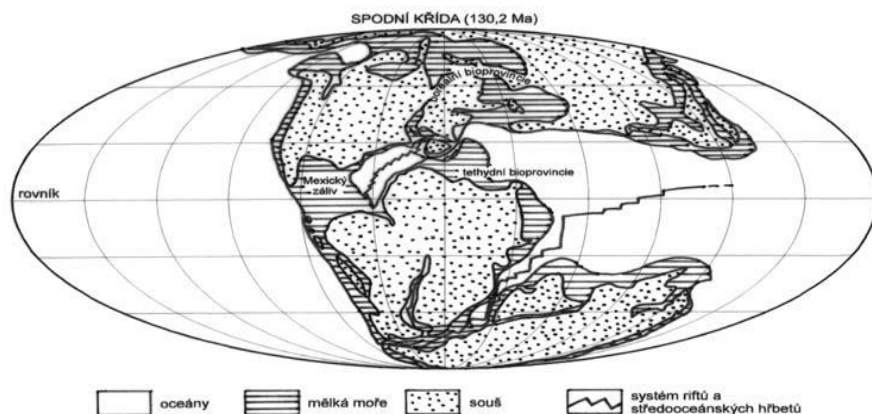 SPODNÍ KŘÍDA (130,2 Ma)
boreální bioprovincie
Mexický
záliv
tethydní bioprovincie
rovník
oceány
mělká moře
souš
systém riftů a
středooceánských hřbetů